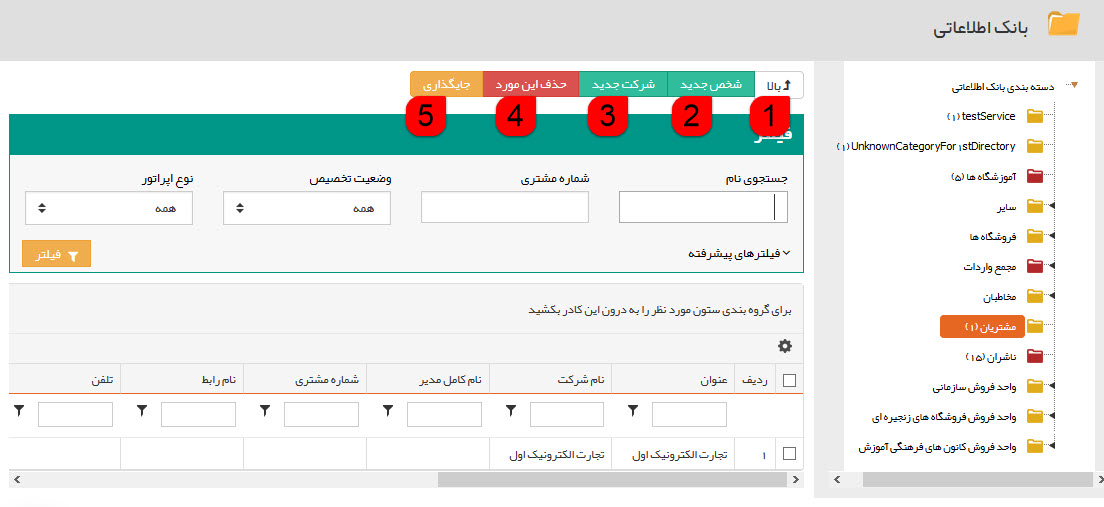 بانک اطلاعاتی
دسته بندی بانک اطلاعاتی
testService (۱)
UnknownCategoryFor۱stDirectory (۱)
آموزشگاه ها (۵)
سایر
فروشگاه ها
مجمع واردات
مخاطبان
مشتریان (۱)
ناشران (۱۵)
واحد فروش سازمانی
واحد فروش فروشگاه های زنجیره ای
واحد فروش کانون های فرهنگی آموزش
بالا شخص جدید شرکت جدید حذف این مورد جایگذاری
1 2 3 4 5
فیلتر
جستجوی نام شماره مشتری وضعیت تخصیص نوع اپراتور
همه همه
فیلترهای پیشرفته فیلتر
برای گروه بندی ستون مورد نظر را به درون این کادر بکشید
ردیف عنوان نام شرکت نام کامل مدیر شماره مشتری نام رابط تلفن
۱ تجارت الکترونیک اول تجارت الکترونیک اول